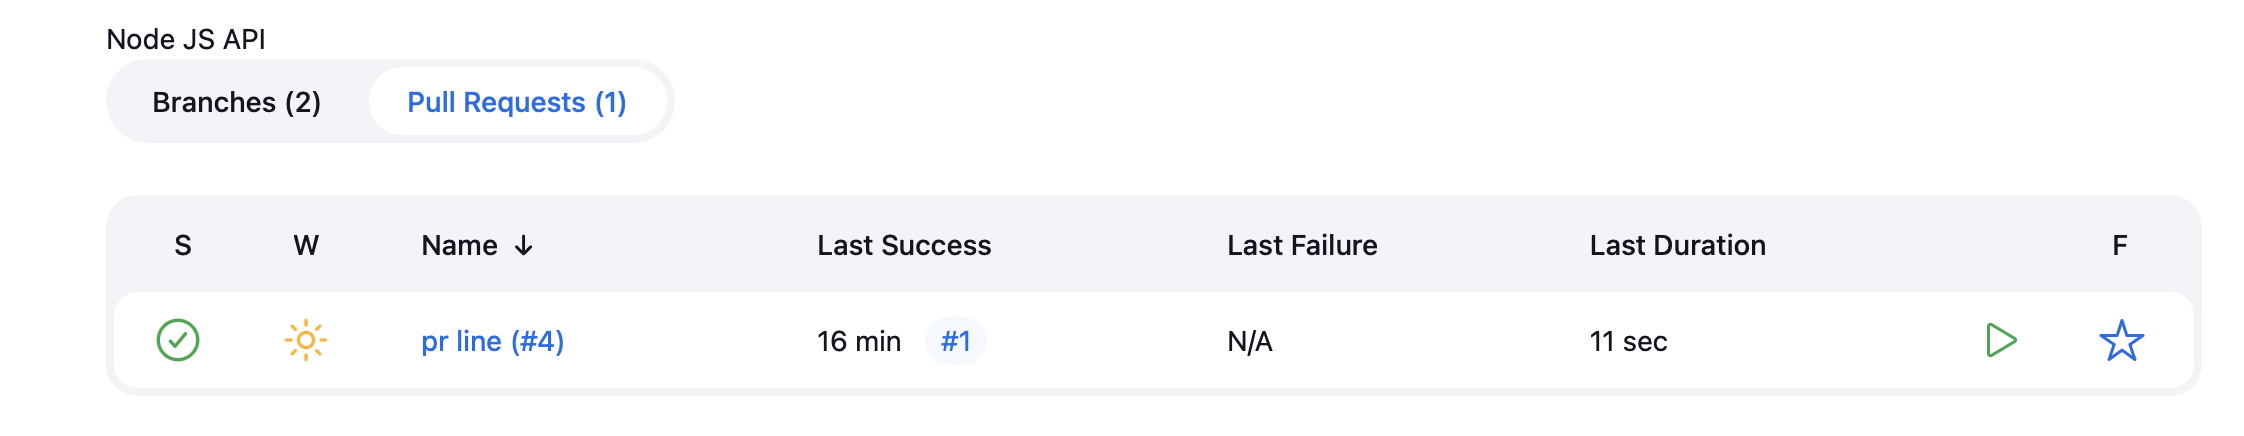 Node JS API
Branches (2) Pull Requests (1)
S W Name ↓ Last Success Last Failure Last Duration F
pr line (#4) 16 min #1 N/A 11 sec